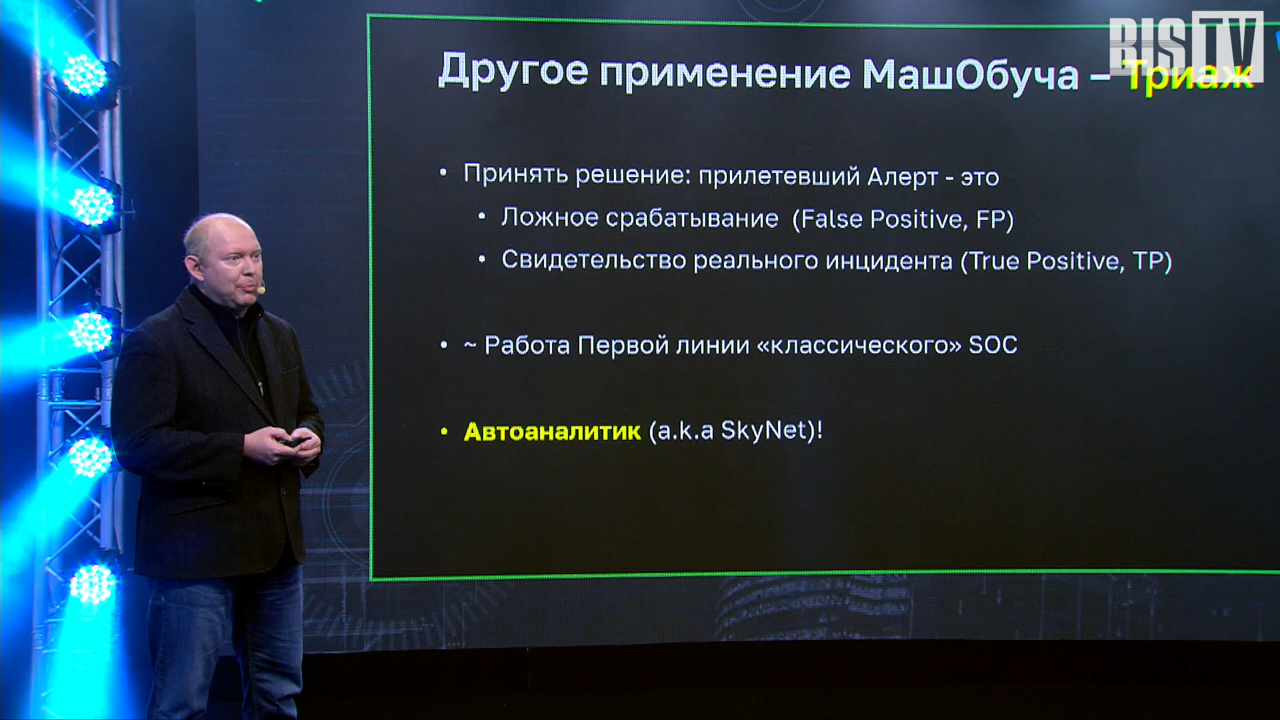 BIS TV
Другое применение МашОбуча – Триаж
• Принять решение: прилетевший Алерт - это
• Ложное срабатывание (False Positive, FP)
• Свидетельство реального инцидента (True Positive, TP)
• ~ Работа Первой линии «классического» SOC
• Автоаналитик (a.k.a SkyNet)!